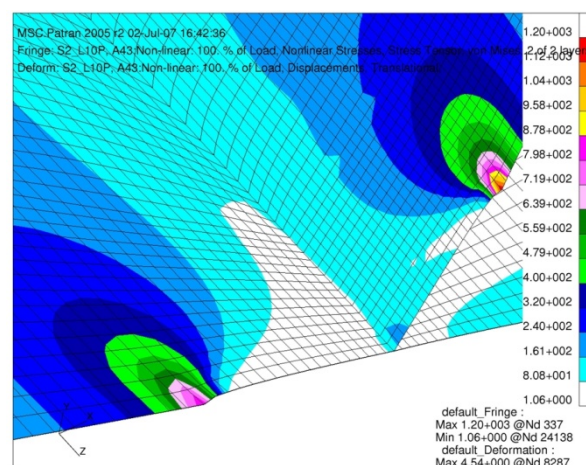 MSC.Patran 2005 r2 02-Jul-07 16:42:36
Fringe: S2_L10P, A43:Non-linear: 100. % of Load, Nonlinear Stresses, Stress Tensor, von Mises, 2 of 2 layer
Deform: S2_L10P, A43:Non-linear: 100. % of Load, Displacements, Translational
1.20+003
1.12+003
1.04+003
9.58+002
8.78+002
7.98+002
7.19+002
6.39+002
5.59+002
4.79+002
4.00+002
3.20+002
2.40+002
1.61+002
8.08+001
1.06+000
X
Z
default_Fringe :
Max 1.20+003 @Nd 337
Min 1.06+000 @Nd 24138
default_Deformation :
Max 4.54+000 @Nd 8287